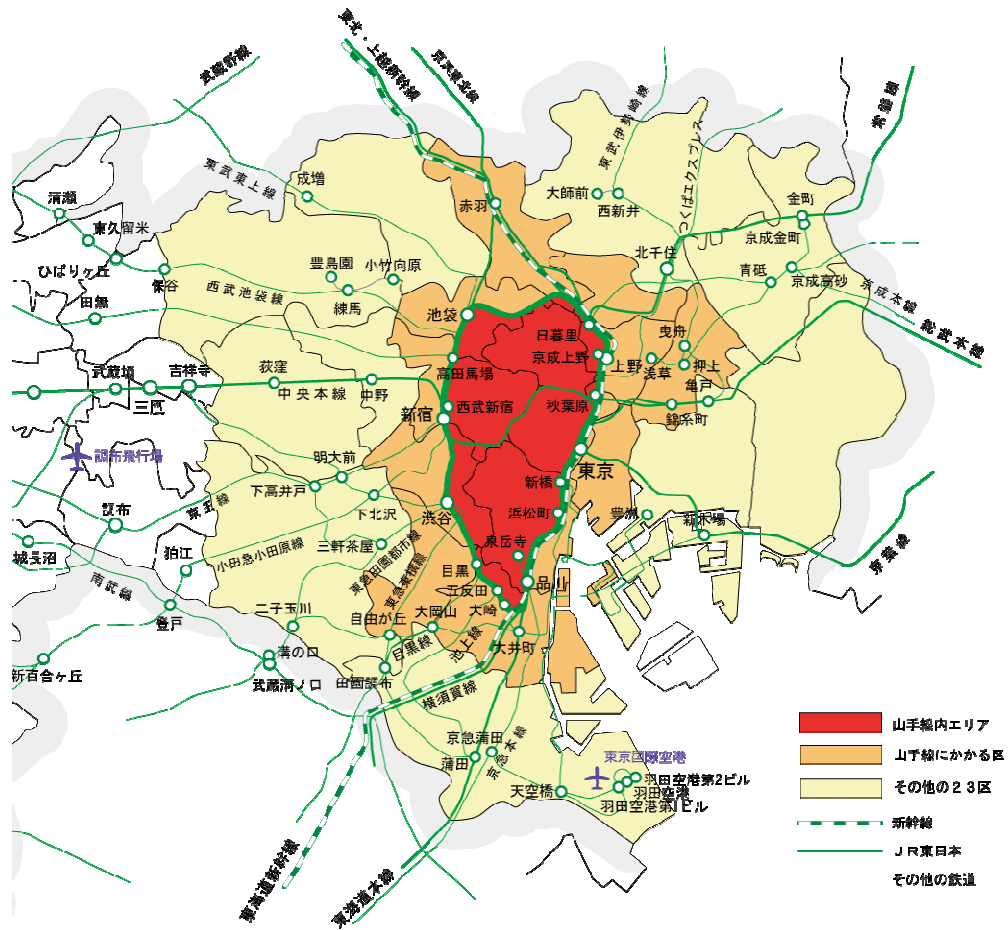 武蔵野線
東北・上越新幹線
京浜東北線
東武伊勢崎線
つくばエクスプレス
常磐線
東武東上線
成増
清瀬
東久留米
ひばりヶ丘
保谷
田無
赤羽
大師前
西新井
金町
京成金町
北千住
青砥
京成高砂
京成本線
総武本線
豊島園
小竹向原
練馬
西武池袋線
池袋
日暮里
京成上野
上野
浅草
曳舟
押上
亀戸
錦糸町
高田馬場
武蔵境
三鷹
吉祥寺
荻窪
中央本線
中野
新宿
西武新宿
秋葉原
東京
調布飛行場
明大前
下高井戸
京王線
下北沢
渋谷
新橋
浜松町
豊洲
新木場
京葉線
調布
狛江
小田急小田原線
三軒茶屋
東急田園都市線
東急東横線
泉岳寺
目黒
五反田
大崎
品川
南武線
登戸
二子玉川
自由が丘
大岡山
目黒線
池上線
大井町
新百合ヶ丘
溝の口
武蔵溝ノ口
田園調布
横須賀線
京急蒲田
蒲田
京急本線
天空橋
東京国際空港
羽田空港第2ビル
羽田空港
羽田空港第1ビル
東海道新幹線
東海道本線
山手線内エリア
山手線にかかる区
その他の23区
新幹線
JR東日本
その他の鉄道